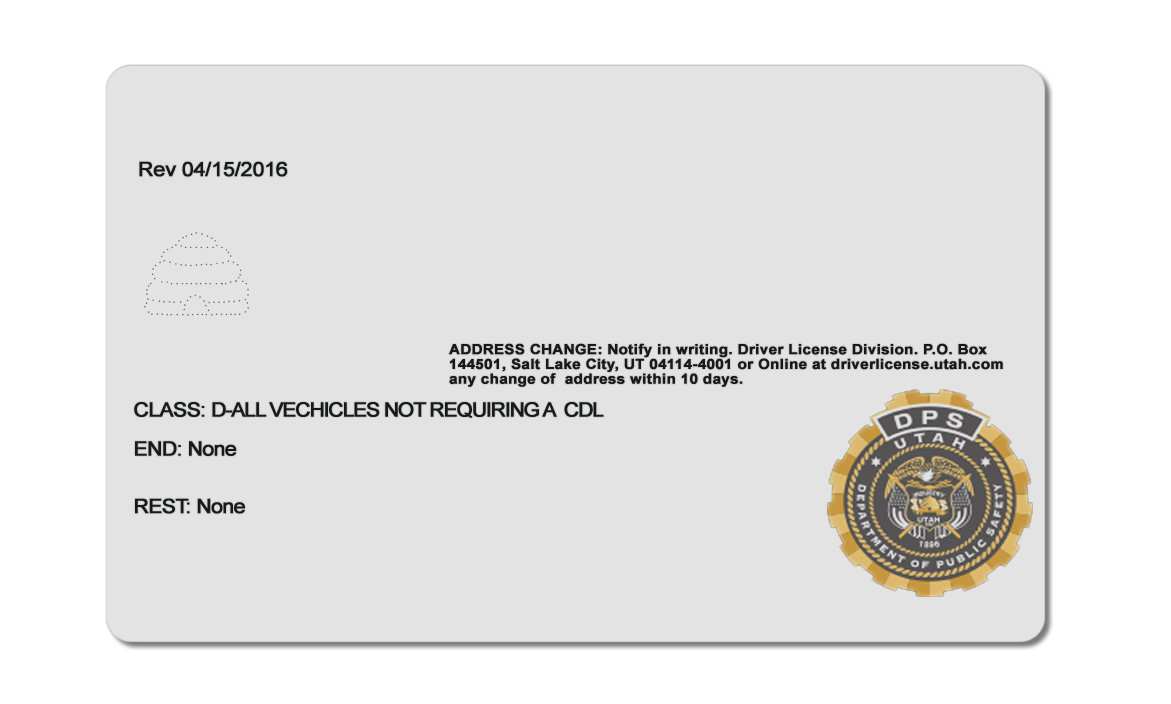 Rev 04/15/2016
ADDRESS CHANGE: Notify in writing. Driver License Division. P.O. Box
144501, Salt Lake City, UT 04114-4001 or Online at driverlicense.utah.com
any change of  address within 10 days.
CLASS: D-ALL VECHICLES NOT REQUIRING A  CDL
END: None
REST: None
DPS
UTAH
INDUSTRY
UTAH
1896
DEPARTMENT OF PUBLIC SAFETY